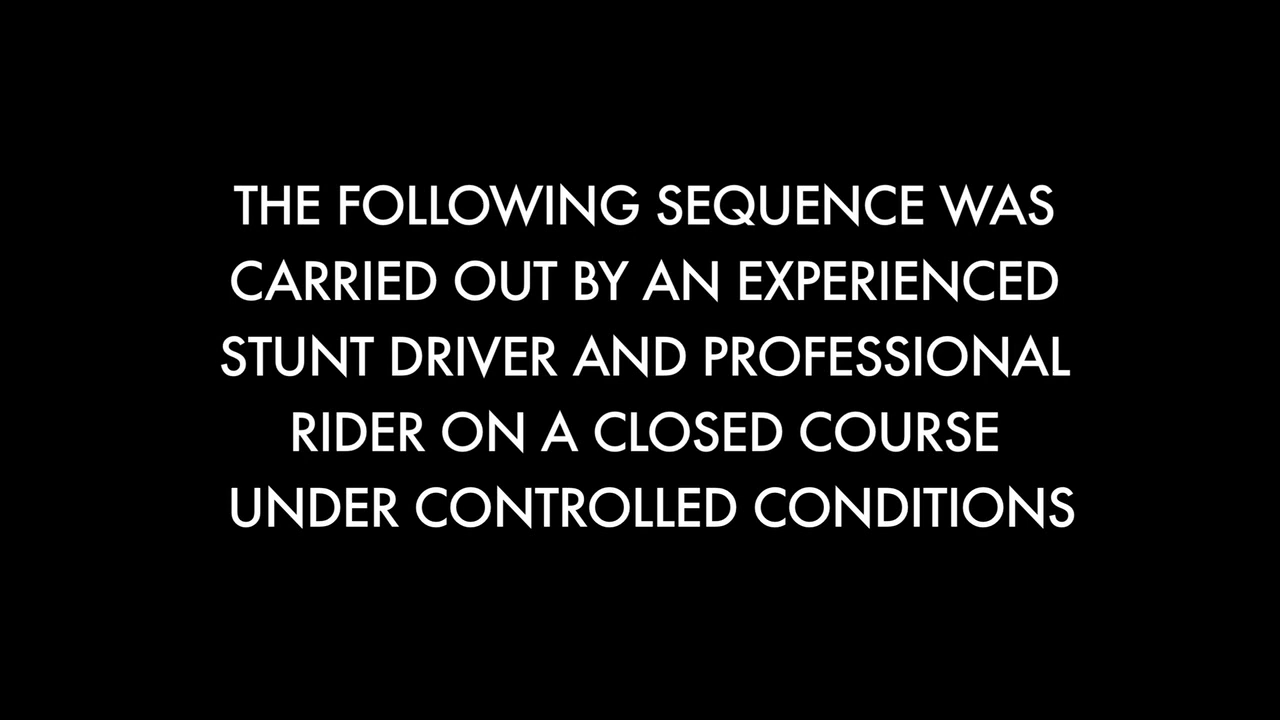 THE FOLLOWING SEQUENCE WAS
CARRIED OUT BY AN EXPERIENCED
STUNT DRIVER AND PROFESSIONAL
RIDER ON A CLOSED COURSE
UNDER CONTROLLED CONDITIONS